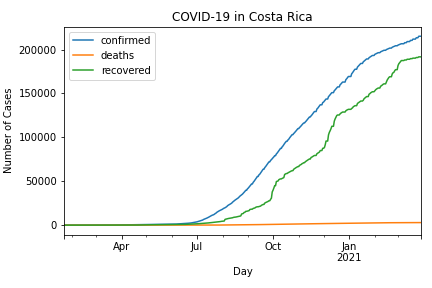 COVID-19 in Costa Rica
confirmed
deaths
recovered
200000
150000
100000
50000
0
Number of Cases
Apr
Jul
Oct
Jan
2021
Day